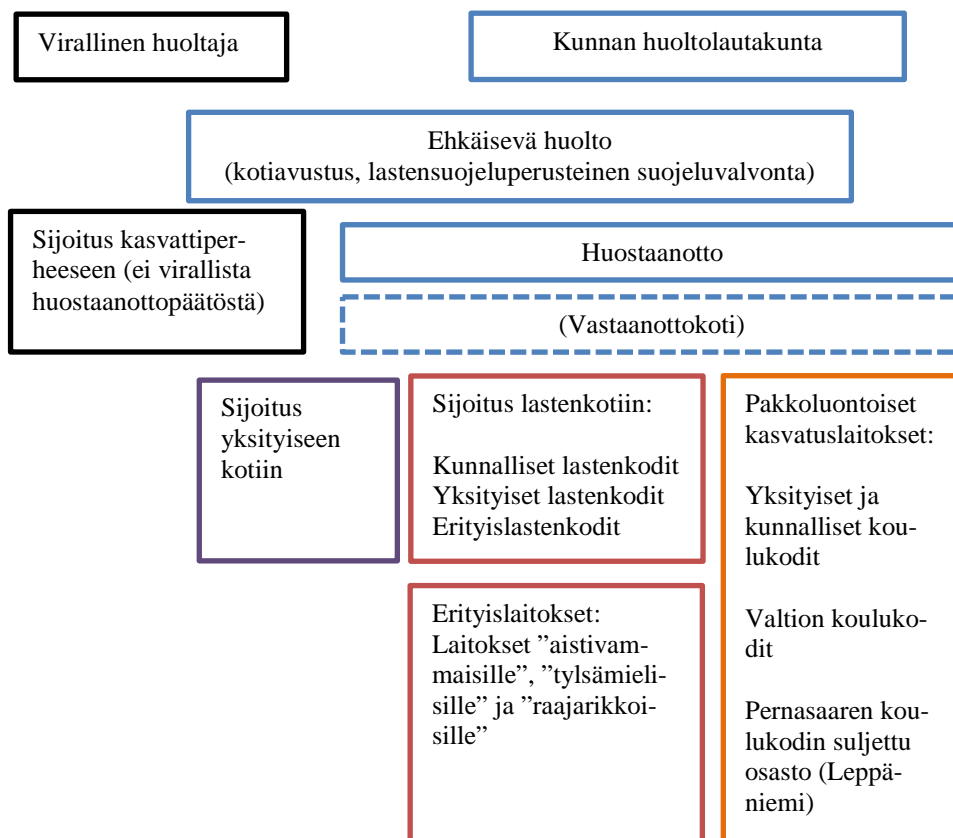 Virallinen huoltaja
Kunnan huoltolautakunta
Ehkäisevä huolto
(kotiavustus, lastensuojeluperusteinen suojeluvalvonta)
Sijoitus kasvattiper-
heeseen (ei virallista
huostaanottopäätöstä)
Huostaanotto
(Vastaanottokoti)
Sijoitus
yksityiseen
kotiin
Sijoitus lastenkotiin:
Kunnalliset lastenkodit
Yksityiset lastenkodit
Erityislastenkodit
Erityislaitokset:
Laitokset ”aistivam-
maisille”, ”tylsämieli-
sille” ja ”raajarikkoi-
sille”
Pakkoluontoiset
kasvatuslaitokset:
Yksityiset ja
kunnalliset kou-
lukodit
Valtion kouluko-
dit
Pernasaaren kou-
lukodin suljettu
osasto (Leppä-
niemi)